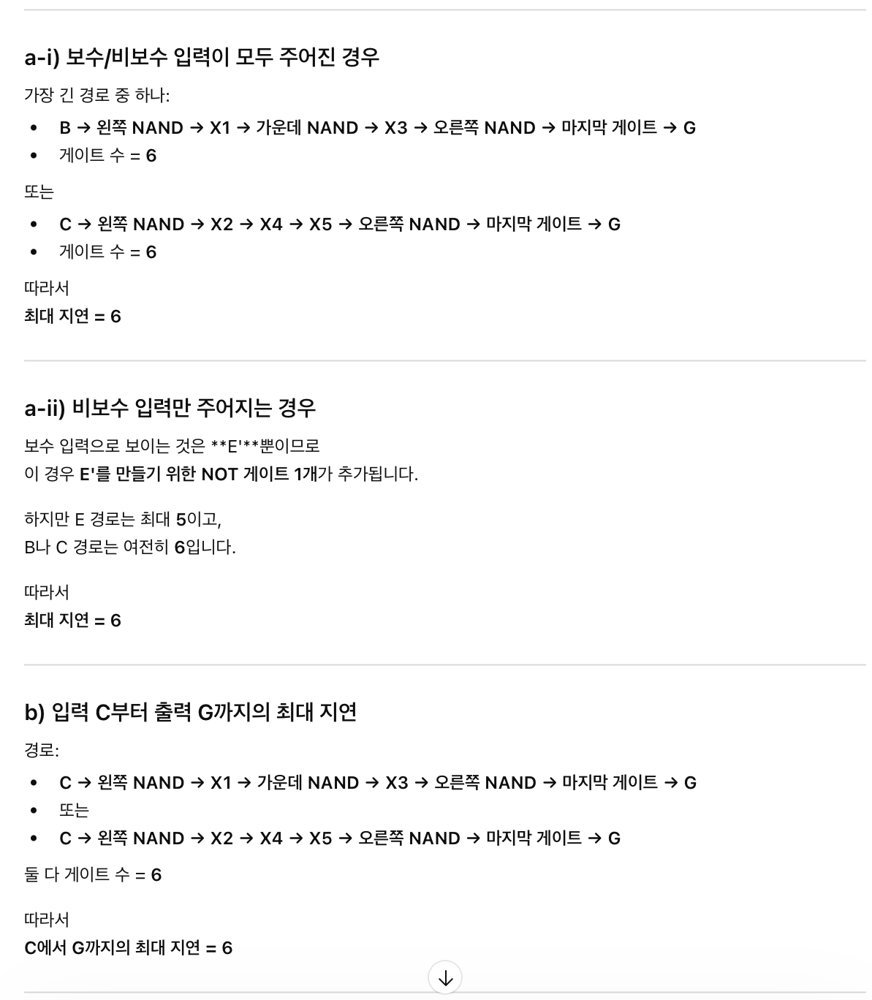 a-i) 보수/비보수 입력이 모두 주어진 경우
가장 긴 경로 중 하나:
• B → 왼쪽 NAND → X1 → 가운데 NAND → X3 → 오른쪽 NAND → 마지막 게이트 → G
• 게이트 수 = 6
또는
• C → 왼쪽 NAND → X2 → X4 → X5 → 오른쪽 NAND → 마지막 게이트 → G
• 게이트 수 = 6
따라서
최대 지연 = 6
a-ii) 비보수 입력만 주어지는 경우
보수 입력으로 보이는 것은 **E'**뿐이므로
이 경우 E'를 만들기 위한 NOT 게이트 1개가 추가됩니다.
하지만 E 경로는 최대 5이고,
B나 C 경로는 여전히 6입니다.
따라서
최대 지연 = 6
b) 입력 C부터 출력 G까지의 최대 지연
경로:
• C → 왼쪽 NAND → X1 → 가운데 NAND → X3 → 오른쪽 NAND → 마지막 게이트 → G
• 또는
• C → 왼쪽 NAND → X2 → X4 → X5 → 오른쪽 NAND → 마지막 게이트 → G
둘 다 게이트 수 = 6
따라서
C에서 G까지의 최대 지연 = 6